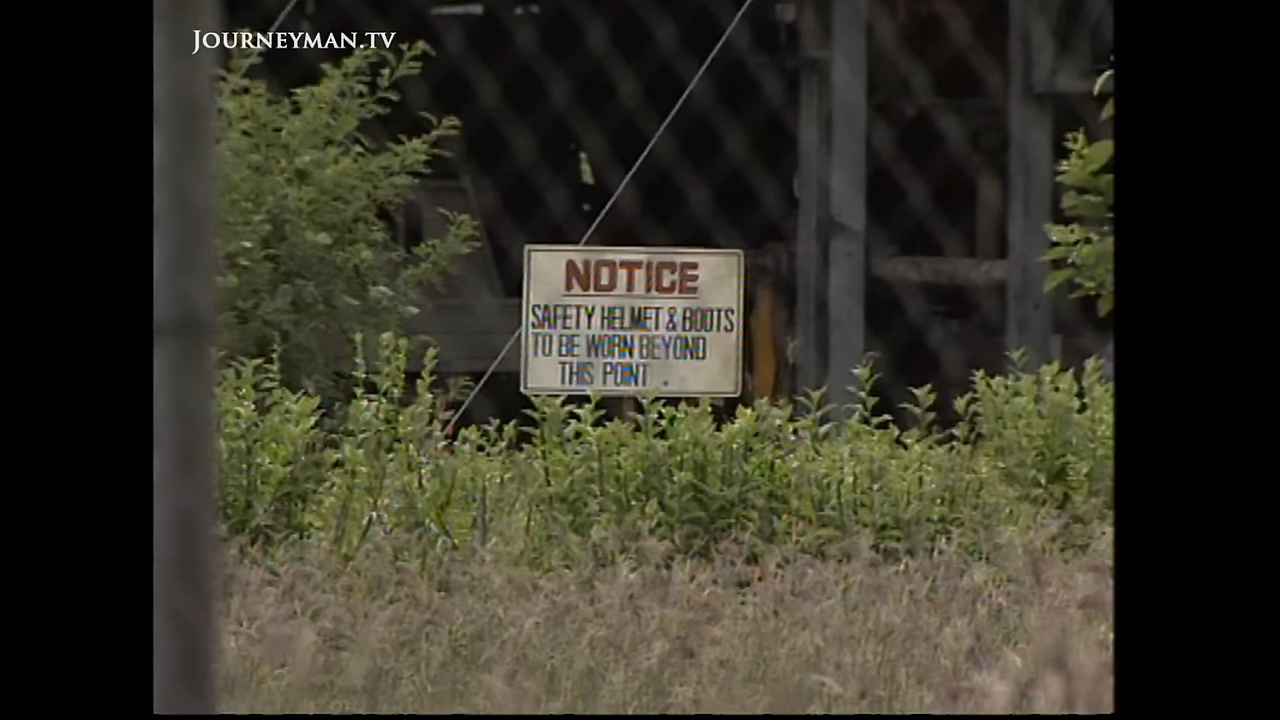 JOURNEYMAN.TV
NOTICE
SAFETY HELMET & BOOTS
TO BE WORN BEYOND
THIS POINT .